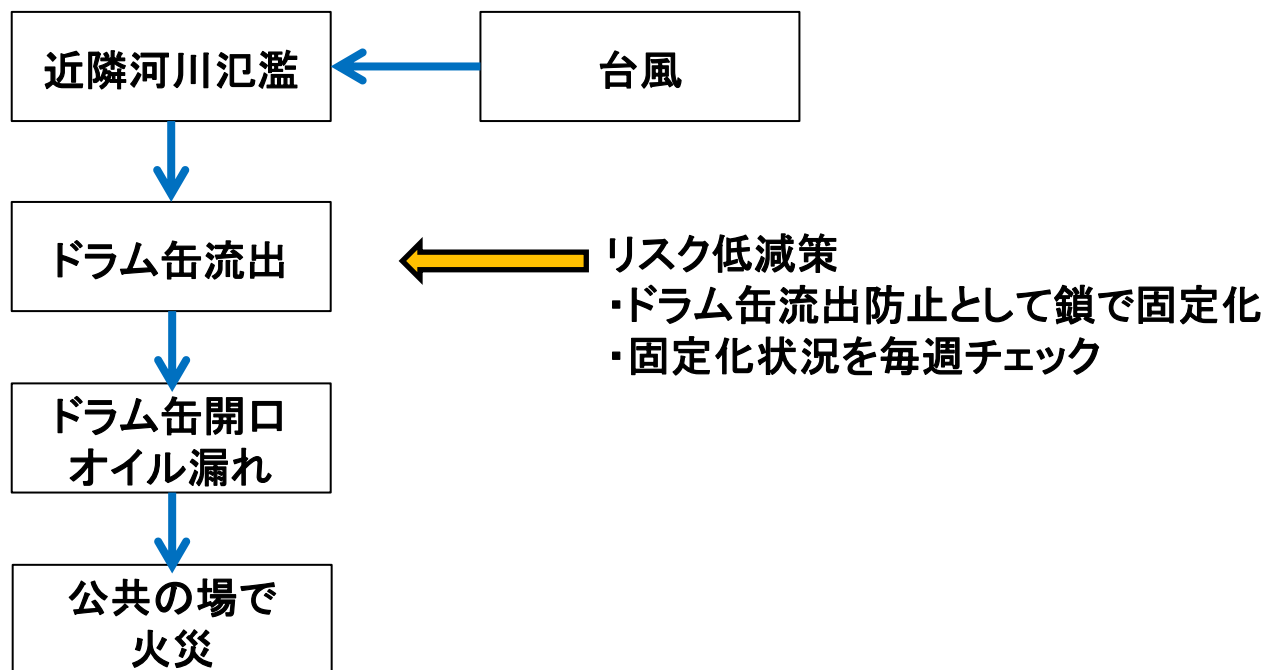 近隣河川氾濫
台風
ドラム缶流出
リスク低減策
・ドラム缶流出防止として鎖で固定化
・固定化状況を毎週チェック
ドラム缶開口
オイル漏れ
公共の場で
火災